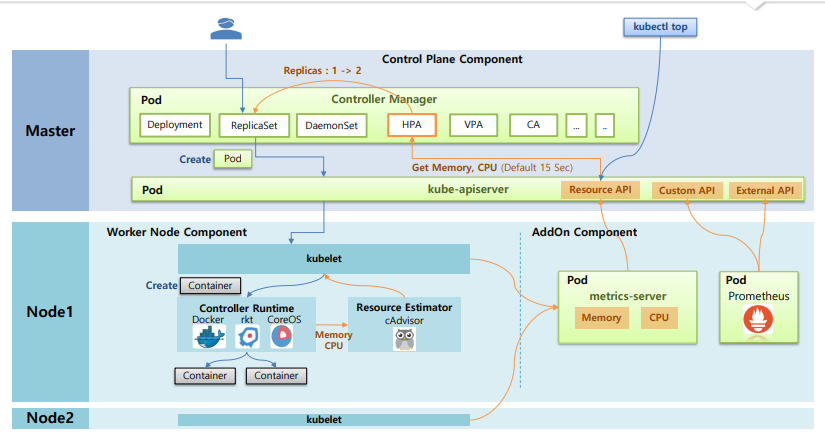 kubectl top
Control Plane Component
Replicas : 1 -> 2
Master
Pod
Controller Manager
Deployment
ReplicaSet
DaemonSet
HPA
VPA
CA
...
..
Create
Pod
Get Memory, CPU (Default 15 Sec)
Pod
kube-apiserver
Resource API
Custom API
External API
Node1
Worker Node Component
AddOn Component
kubelet
Create
Container
Controller Runtime
Docker
rkt
CoreOS
Memory
CPU
Resource Estimator
cAdvisor
Container
Container
Pod
metrics-server
Memory
CPU
Pod
Prometheus
Node2
kubelet